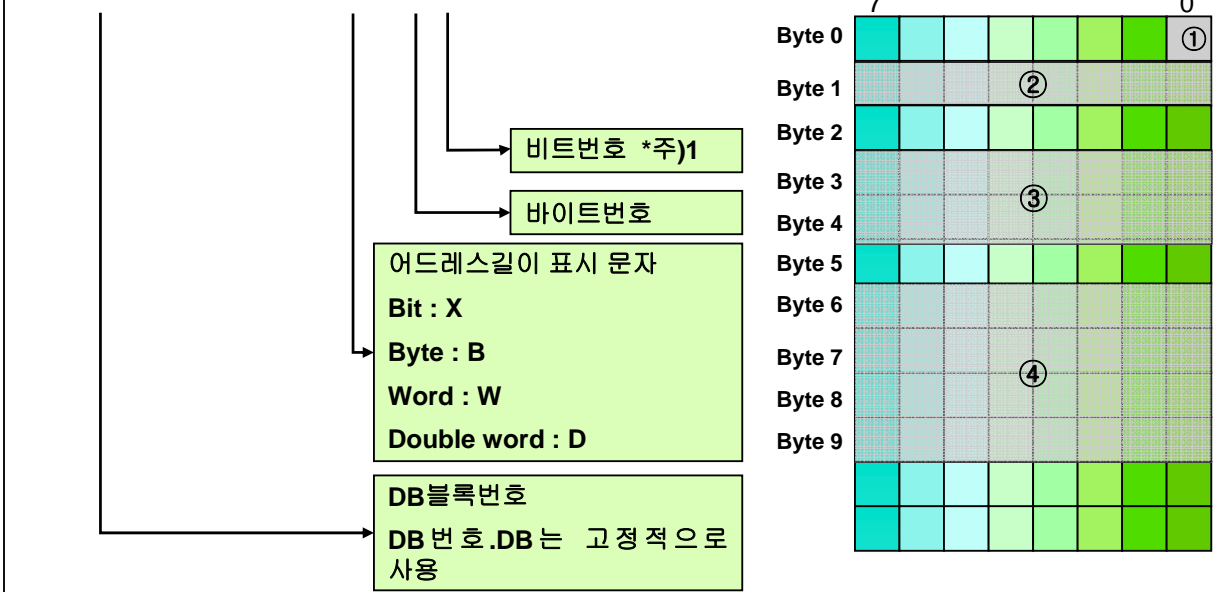 비트번호 *주)1
바이트번호
어드레스길이 표시 문자
Bit : X
Byte : B
Word : W
Double word : D
DB블록번호
DB번호.DB는 고정적으로
사용
7 0
Byte 0 ①
Byte 1 ②
Byte 2
Byte 3
③
Byte 4
Byte 5
Byte 6
Byte 7
④
Byte 8
Byte 9